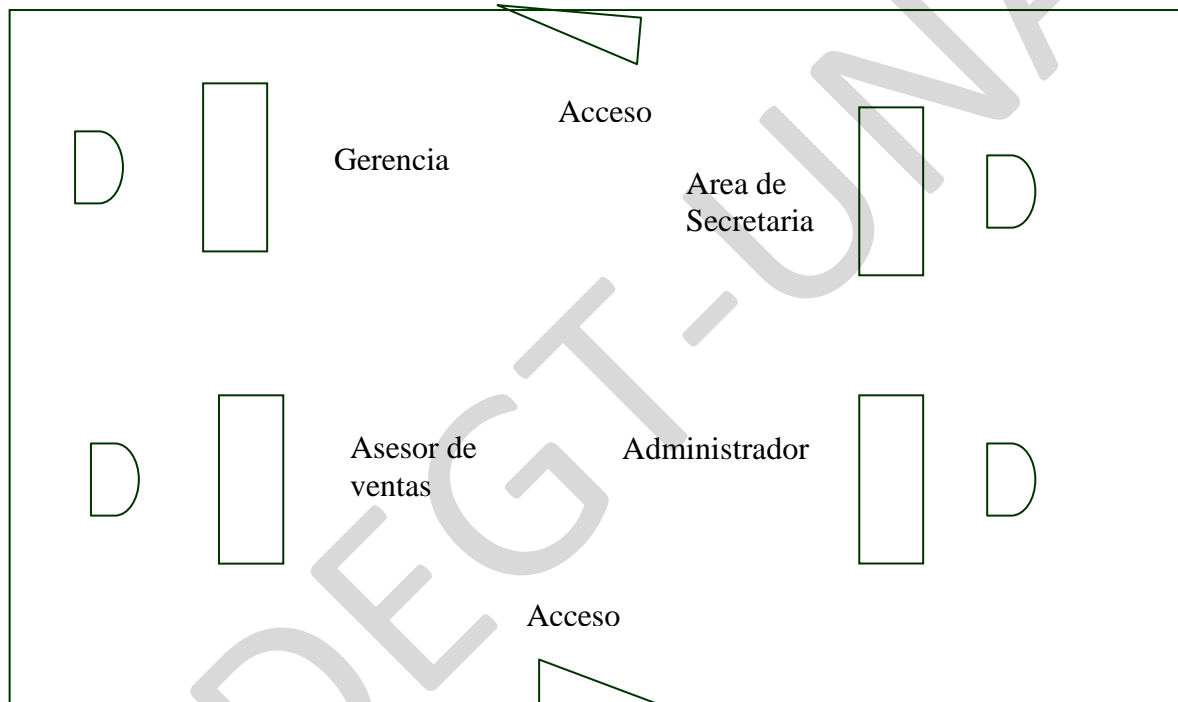 Acceso
Gerencia
Area de
Secretaria
Asesor de
ventas
Administrador
Acceso
DEGT-UNA